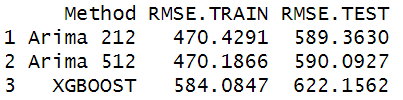 Method RMSE.TRAIN RMSE.TEST
1 Arima 212 470.4291 589.3630
2 Arima 512 470.1866 590.0927
3 XGBOOST 584.0847 622.1562